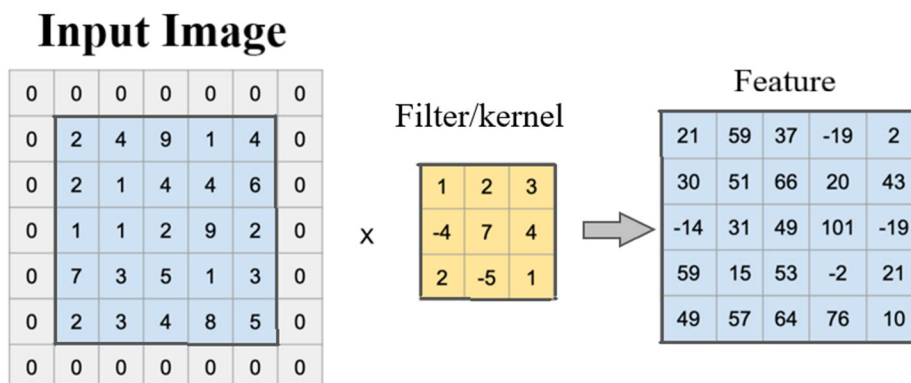 Input Image
0 0 0 0 0 0 0
0 2 4 9 1 4 0
0 2 1 4 4 6 0
0 1 1 2 9 2 0
0 7 3 5 1 3 0
0 2 3 4 8 5 0
0 0 0 0 0 0 0
x
Filter/kernel
1 2 3
-4 7 4
2 -5 1
Feature
21 59 37 -19 2
30 51 66 20 43
-14 31 49 101 -19
59 15 53 -2 21
49 57 64 76 10